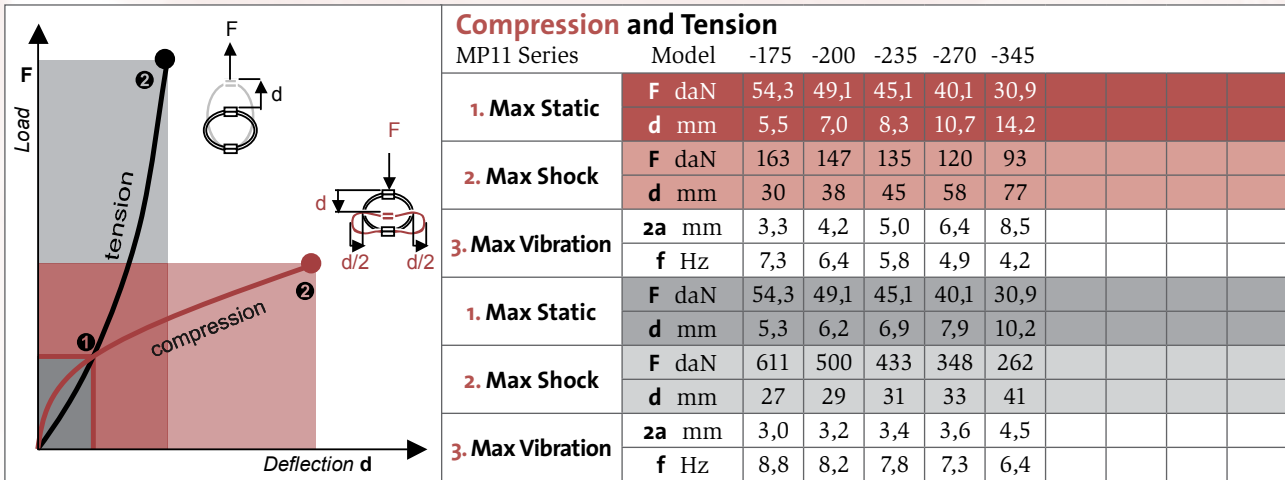 F
Load
tension
compression
1
2
2
Deflection d
F
d
F
d
d/2 d/2
Compression and Tension
MP11 Series Model -175 -200 -235 -270 -345
1. Max Static F daN 54,3 49,1 45,1 40,1 30,9
d mm 5,5 7,0 8,3 10,7 14,2
2. Max Shock F daN 163 147 135 120 93
d mm 30 38 45 58 77
3. Max Vibration 2a mm 3,3 4,2 5,0 6,4 8,5
f Hz 7,3 6,4 5,8 4,9 4,2
1. Max Static F daN 54,3 49,1 45,1 40,1 30,9
d mm 5,3 6,2 6,9 7,9 10,2
2. Max Shock F daN 611 500 433 348 262
d mm 27 29 31 33 41
3. Max Vibration 2a mm 3,0 3,2 3,4 3,6 4,5
f Hz 8,8 8,2 7,8 7,3 6,4